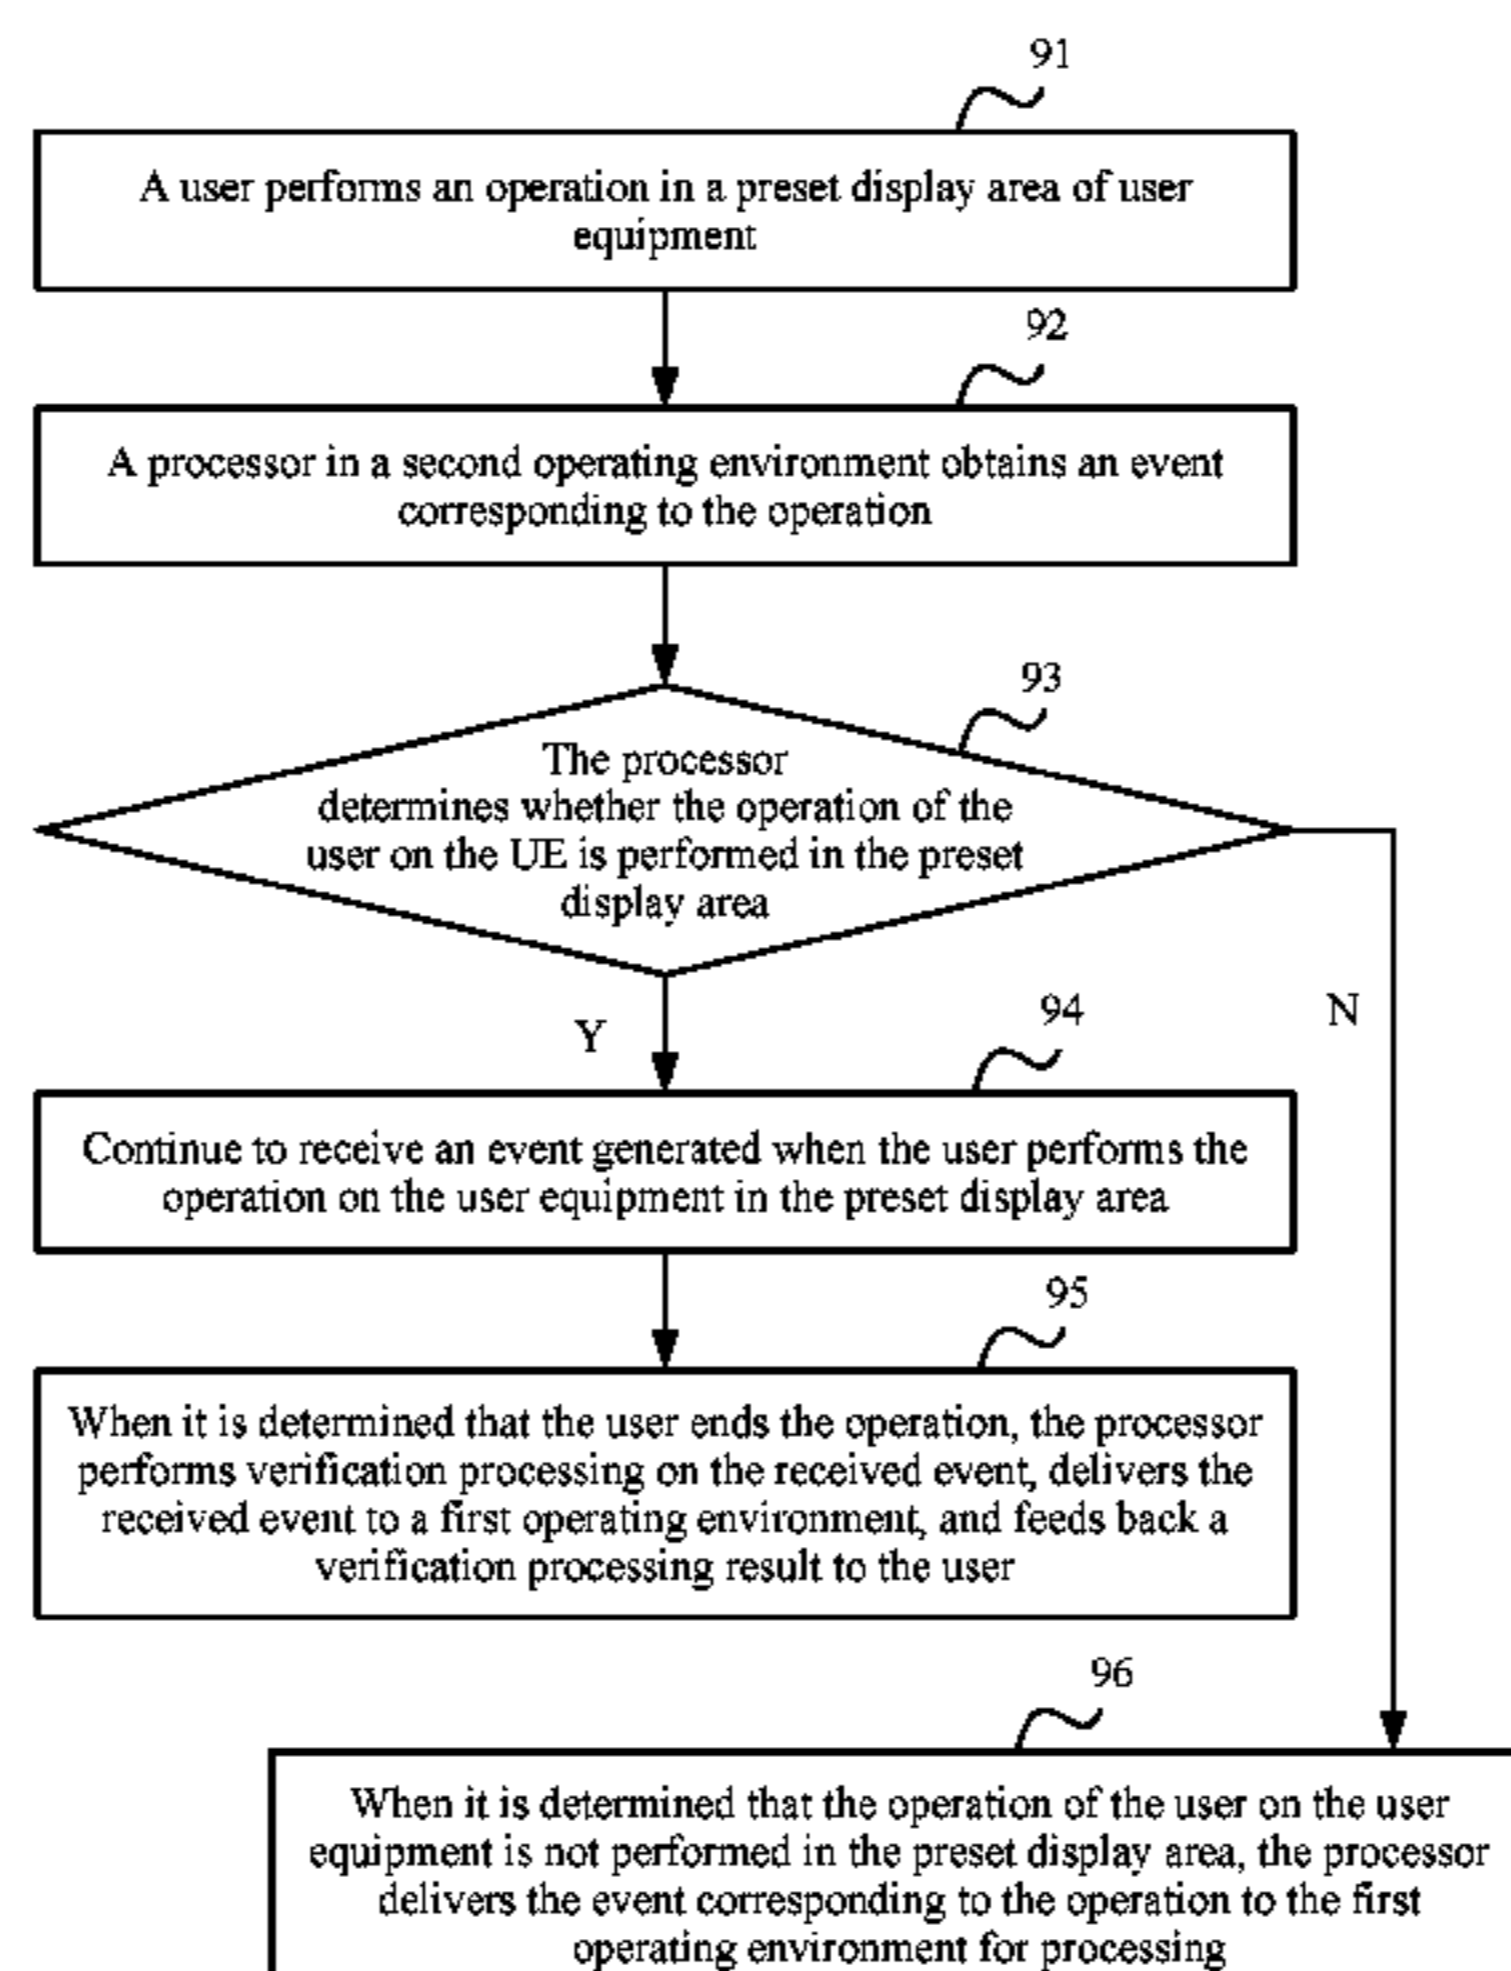 91
A user performs an operation in a preset display area of user
equipment
92
A processor in a second operating environment obtains an event
corresponding to the operation
93
The processor
determines whether the operation of the
user on the UE is performed in the preset
display area
Y
N
94
Continue to receive an event generated when the user performs the
operation on the user equipment in the preset display area
95
When it is determined that the user ends the operation, the processor
performs verification processing on the received event, delivers the
received event to a first operating environment, and feeds back a
verification processing result to the user
96
When it is determined that the operation of the user on the user
equipment is not performed in the preset display area, the processor
delivers the event corresponding to the operation to the first
operating environment for processing